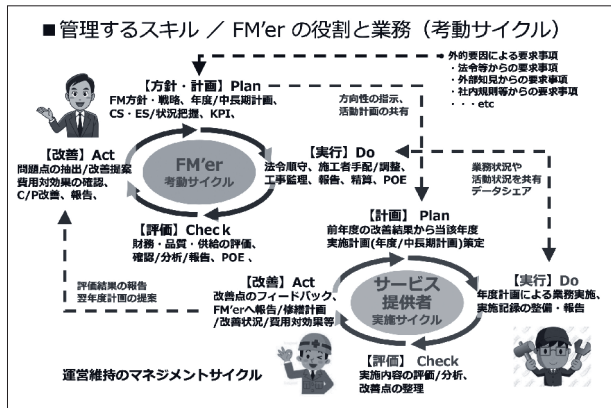 ■管理するスキル ／ FM'er の役割と業務（考動サイクル）
外的要因による要求事項
・法令等からの要求事項
・外部知見からの要求事項
・社内規則等からの要求事項
・・・etc
【方針・計画】Plan
FM方針・戦略、年度/中長期計画、
CS・ES/状況把握、KPI、
方向性の指示、
活動計画の共有
【改善】Act
問題点の抽出/改善提案
費用対効果の確認、
C/P改善、報告、
FM'er
考動サイクル
【実行】Do
法令順守、施工者手配/調整、
工事監理、報告、精算、POE
業務状況や
活動状況を共有
データシェア
【評価】Check
財務・品質・供給の評価、
確認/分析/報告、POE 、
【計画】 Plan
前年度の改善結果から当該年度
実施計画(年度/中長期計画)策定
評価結果の報告
翌年度計画の提案
【改善】Act
改善点のフィードバック、
FM'erへ報告/修繕計画
/改善状況/費用対効果等
サービス
提供者
実施サイクル
【実行】Do
年度計画による業務実施、
実施記録の整備・報告
【評価】 Check
実施内容の評価/分析、
改善点の整理
運営維持のマネジメントサイクル